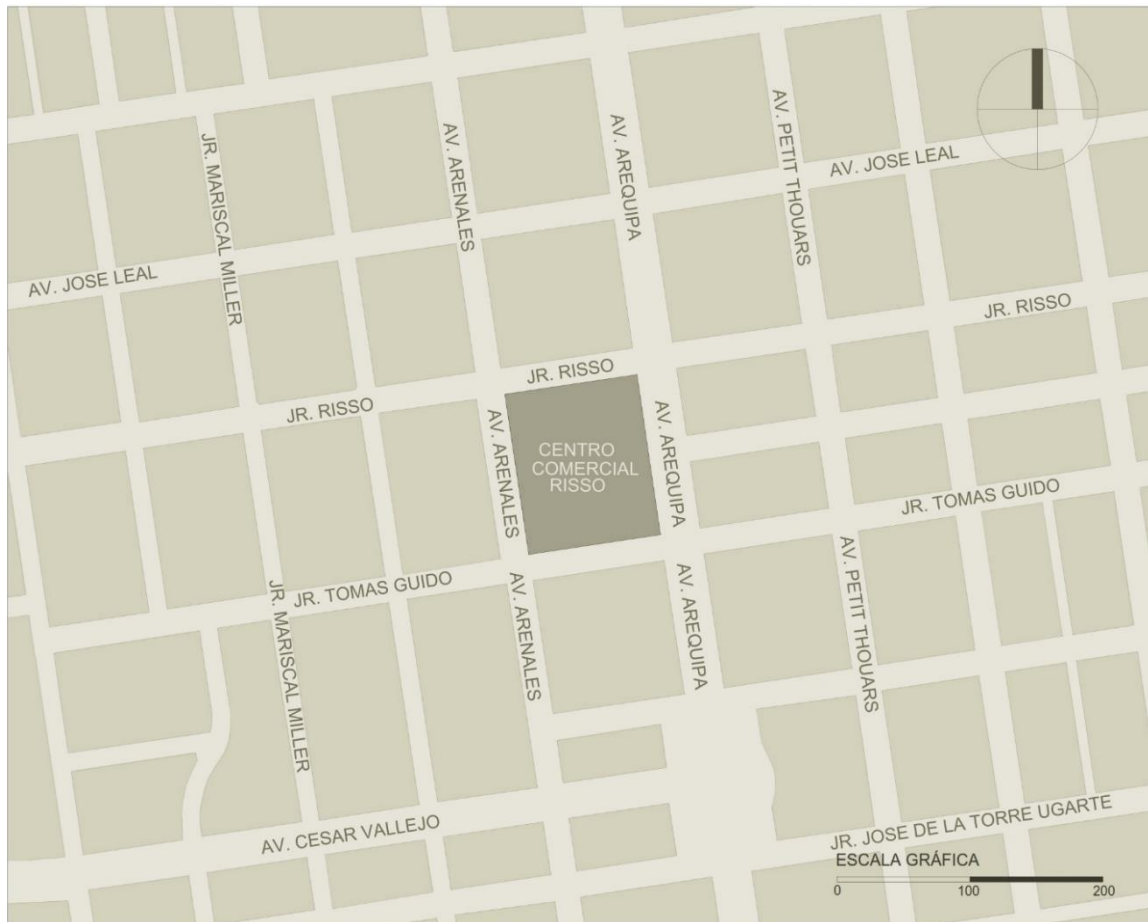 AV. JOSE LEAL
AV. PETIT THOUARS
AV. AREQUIPA
AV. ARENALES
JR. MARISCAL MILLER
AV. JOSE LEAL
JR. RISSO
JR. RISSO
JR. RISSO
AV. ARENALES
CENTRO
COMERCIAL
RISSO
AV. AREQUIPA
JR. TOMAS GUIDO
JR. TOMAS GUIDO
JR. MARISCAL MILLER
AV. ARENALES
AV. AREQUIPA
AV. PETIT THOUARS
AV. CESAR VALLEJO
JR. JOSE DE LA TORRE UGARTE
ESCALA GRÁFICA
0 100 200